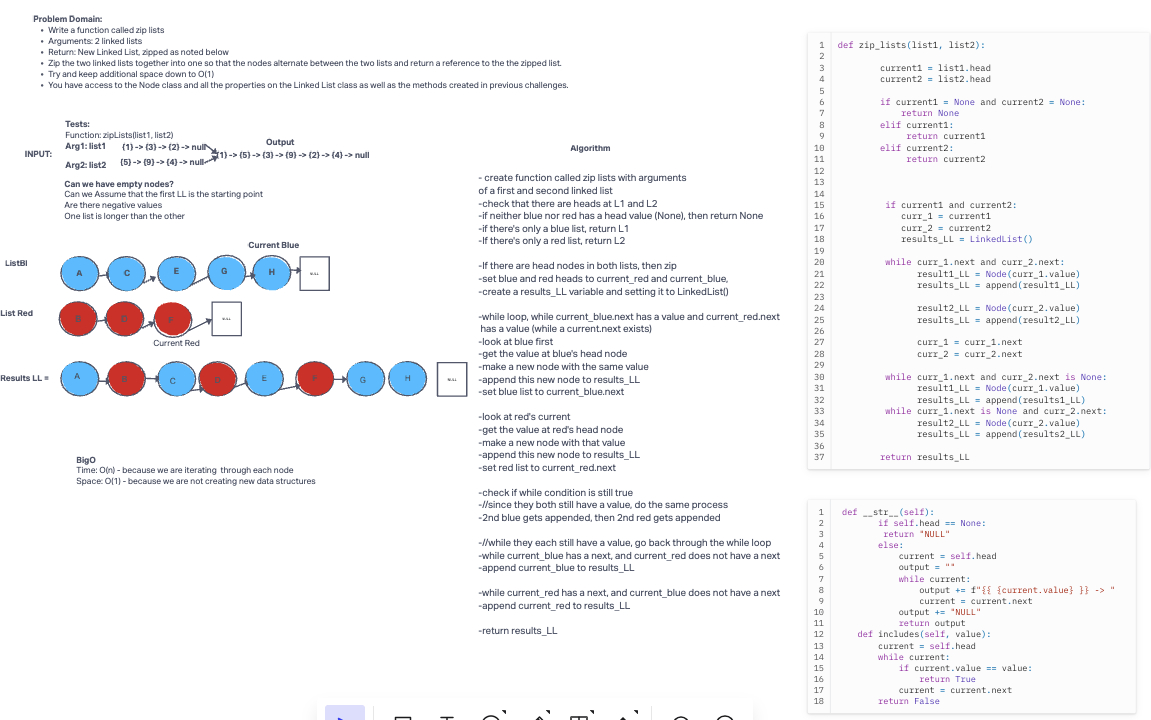 Problem Domain:
• Write a function called zip lists
• Arguments: 2 linked lists
• Return: New Linked List, zipped as noted below
• Zip the two linked lists together into one so that the nodes alternate between the two lists and return a reference to the the zipped list.
• Try and keep additional space down to O(1)
• You have access to the Node class and all the properties on the Linked List class as well as the methods created in previous challenges.
Tests:
Function: zipLists(list1, list2)
INPUT:
Arg1: list1 {1} -> {3} -> {2} -> null
Arg2: list2 {5} -> {9} -> {4} -> null
Output
{1} -> {5} -> {3} -> {9} -> {2} -> {4} -> null
Can we have empty nodes?
Can we Assume that the first LL is the starting point
Are there negative values
One list is longer than the other
Current Blue
ListBl
A C E G H NULL
List Red
B D F NULL
Current Red
Results LL =
A B C D E F G H NULL
BigO
Time: O(n) - because we are iterating through each node
Space: O(1) - because we are not creating new data structures
Algorithm
- create function called zip lists with arguments
of a first and second linked list
-check that there are heads at L1 and L2
-if neither blue nor red has a head value (None), then return None
-if there's only a blue list, return L1
-If there's only a red list, return L2
-If there are head nodes in both lists, then zip
-set blue and red heads to current_red and current_blue,
-create a results_LL variable and setting it to LinkedList()
-while loop, while current_blue.next has a value and current_red.next
has a value (while a current.next exists)
-look at blue first
-get the value at blue's head node
-make a new node with the same value
-append this new node to results_LL
-set blue list to current_blue.next
-look at red's current
-get the value at red's head node
-make a new node with that value
-append this new node to results_LL
-set red list to current_red.next
-check if while condition is still true
-//since they both still have a value, do the same process
-2nd blue gets appended, then 2nd red gets appended
-//while they each still have a value, go back through the while loop
-while current_blue has a next, and current_red does not have a next
-append current_blue to results_LL
-while current_red has a next, and current_blue does not have a next
-append current_red to results_LL
-return results_LL
1 def zip_lists(list1, list2):
2
3 current1 = list1.head
4 current2 = list2.head
5
6 if current1 = None and current2 = None:
7 return None
8 elif current1:
9 return current1
10 elif current2:
11 return current2
12
13
14
15 if current1 and current2:
16 curr_1 = current1
17 curr_2 = current2
18 results_LL = LinkedList()
19
20 while curr_1.next and curr_2.next:
21 result1_LL = Node(curr_1.value)
22 results_LL = append(result1_LL)
23
24 result2_LL = Node(curr_2.value)
25 results_LL = append(result2_LL)
26
27 curr_1 = curr_1.next
28 curr_2 = curr_2.next
29
30 while curr_1.next and curr_2.next is None:
31 result1_LL = Node(curr_1.value)
32 results_LL = append(results1_LL)
33 while curr_1.next is None and curr_2.next:
34 result2_LL = Node(curr_2.value)
35 results_LL = append(results2_LL)
36
37 return results_LL
1 def __str__(self):
2 if self.head == None:
3 return "NULL"
4 else:
5 current = self.head
6 output = ""
7 while current:
8 output += f"{{ {current.value} }} -> "
9 current = current.next
10 output += "NULL"
11 return output
12 def includes(self, value):
13 current = self.head
14 while current:
15 if current.value == value:
16 return True
17 current = current.next
18 return False